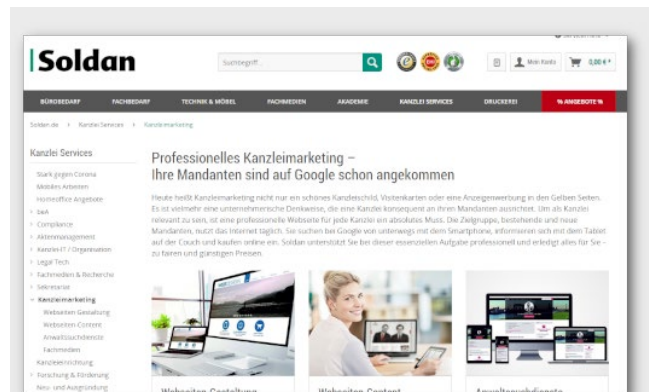 Soldan
Suchbegriff...
Mein Konto
0,00 € *
BÜROBEDARF FACHBEDARF TECHNIK & MÖBEL FACHMEDIEN AKADEMIE KANZLEI SERVICES DRUCKEREI % ANGEBOTE %
Soldan.de › Kanzlei Services › Kanzleimarketing
Kanzlei Services
Stark gegen Corona
Mobiles Arbeiten
Homeoffice Angebote
beA
Compliance
Aktenmanagement
Kanzlei-IT / Organisation
Legal Tech
Fachmedien & Recherche
Sekretariat
Kanzleimarketing
Webseiten Gestaltung
Webseiten Content
Anwaltssuchdienste
Fachmedien
Kanzleieinrichtung
Forschung & Förderung
Neu- und Ausgründung
Professionelles Kanzleimarketing –
Ihre Mandanten sind auf Google schon angekommen
Heute heißt Kanzleimarketing nicht nur ein schönes Kanzleischild, Visitenkarten oder eine Anzeigenwerbung in den Gelben Seiten.
Es ist vielmehr eine unternehmerische Denkweise, die eine Kanzlei konsequent an ihren Mandanten ausrichtet. Um als Kanzlei
relevant zu sein, ist eine professionelle Webseite für jede Kanzlei ein absolutes Muss. Die Zielgruppe, bestehende und neue
Mandanten, nutzt das Internet täglich. Sie suchen bei Google von unterwegs mit dem Smartphone, informieren sich mit dem Tablet
auf der Couch und kaufen online ein. Soldan unterstützt Sie bei dieser essenziellen Aufgabe professionell und erledigt alles für Sie -
zu fairen und günstigen Preisen.
Webseiten Gestaltung
Webseiten Content
Anwaltssuchdienste